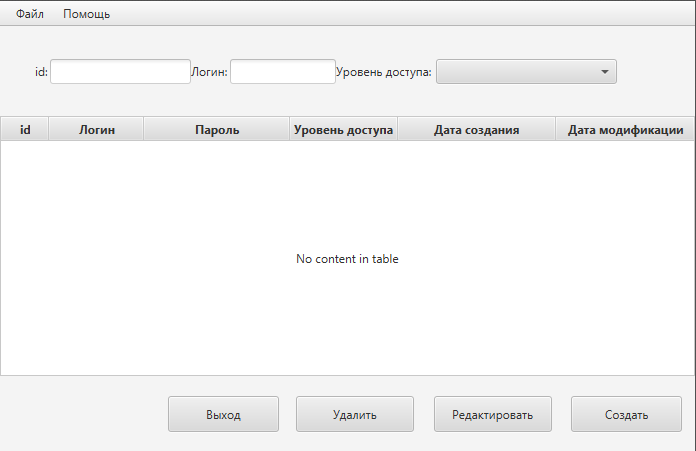 Файл Помощь
id: Логин: Уровень доступа:
id Логин Пароль Уровень доступа Дата создания Дата модификации
No content in table
Выход Удалить Редактировать Создать